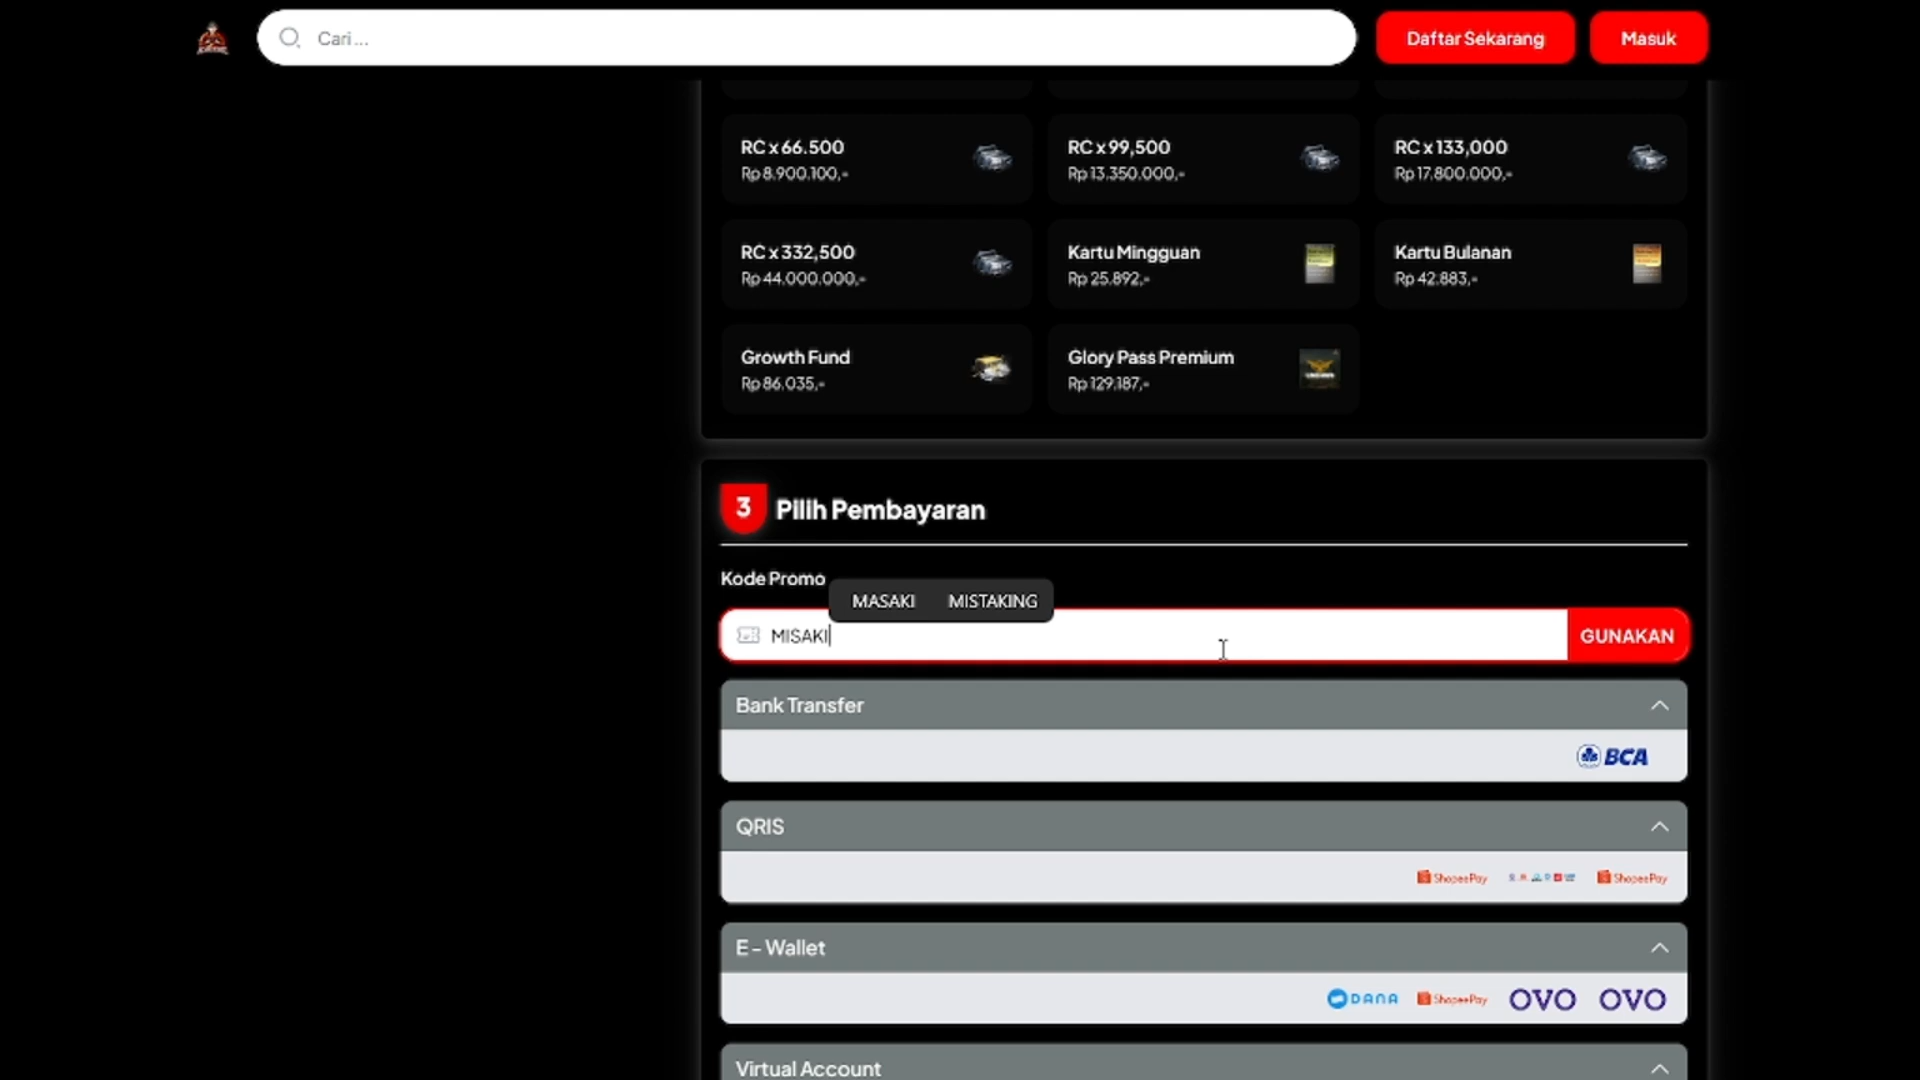 Cari ...
Daftar Sekarang
Masuk
RC x 66.500
Rp 8.900.100,-
RC x 99,500
Rp 13.350.000,-
RC x 133,000
Rp 17.800.000,-
RC x 332,500
Rp 44.000.000,-
Kartu Mingguan
Rp 25.892,-
Kartu Bulanan
Rp 42.883,-
Growth Fund
Rp 86.035,-
Glory Pass Premium
Rp 129.187,-
3 Pilih Pembayaran
Kode Promo
MASAKI MISTAKING
MISAKI
GUNAKAN
Bank Transfer
BCA
QRIS
ShopeePay ShopeePay
E - Wallet
DANA ShopeePay OVO OVO
Virtual Account